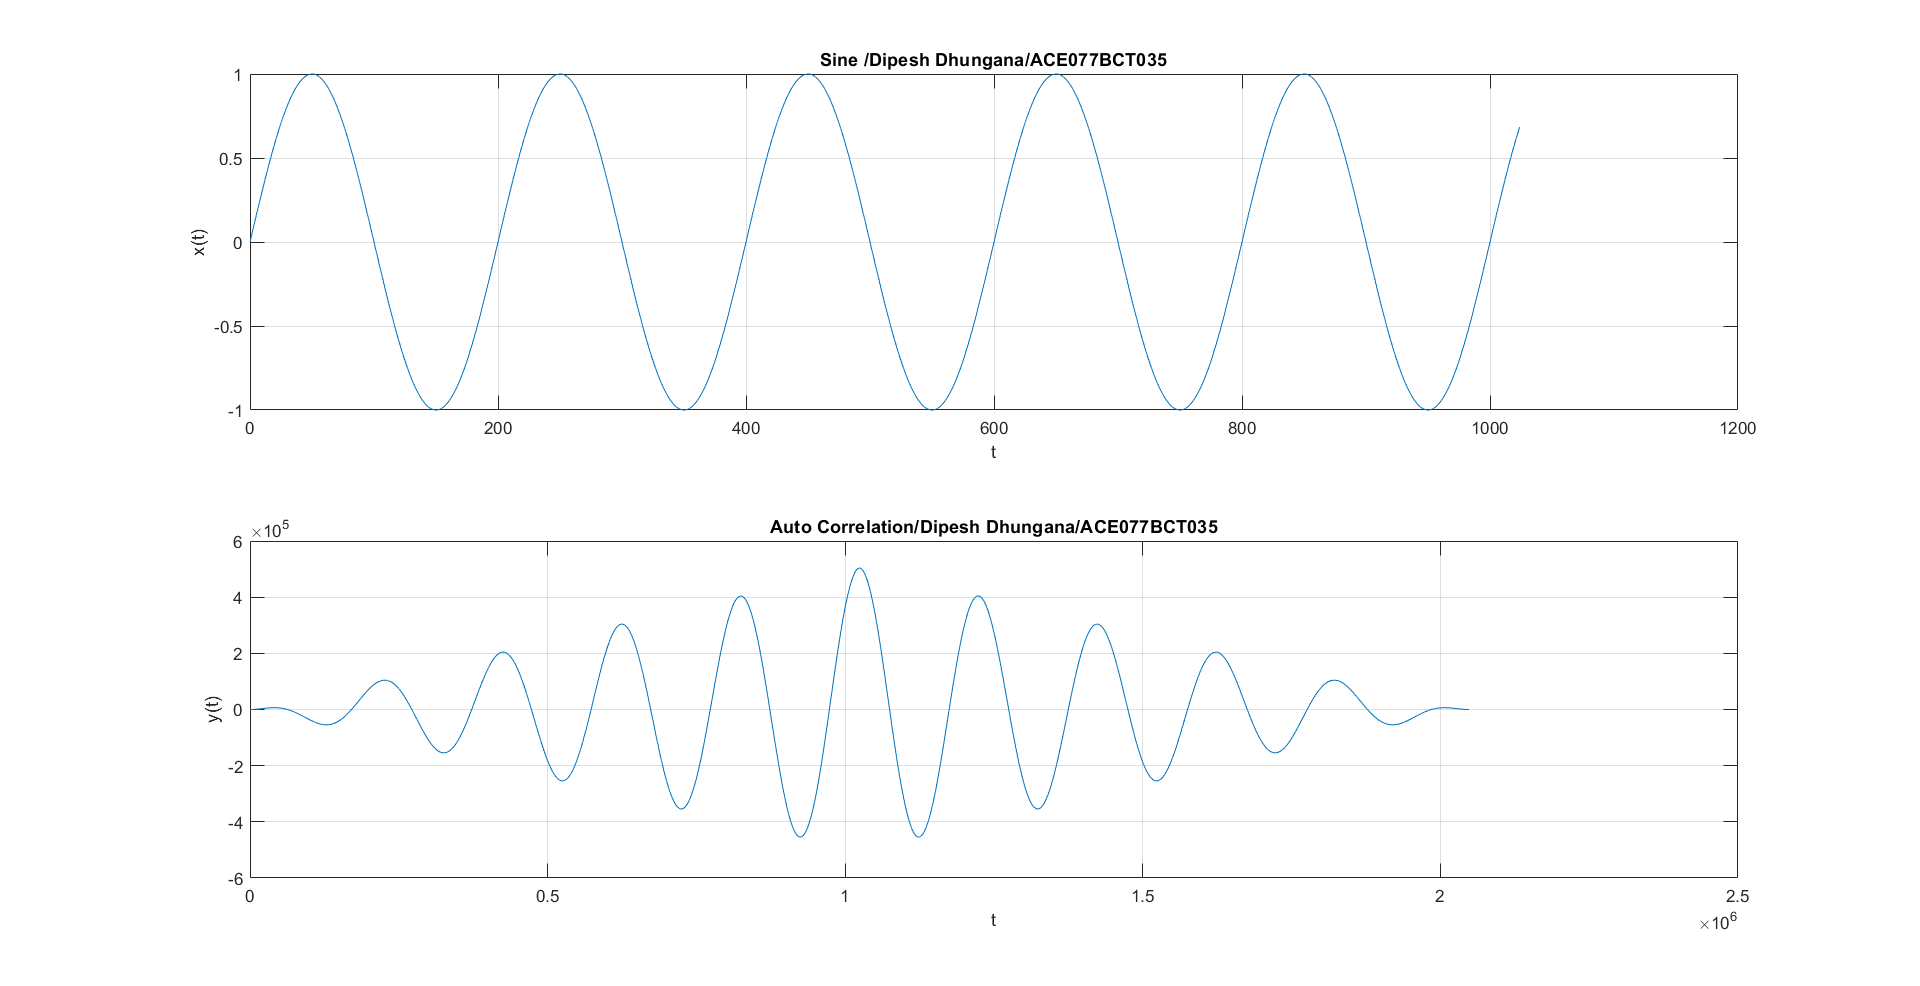 Sine /Dipesh Dhungana/ACE077BCT035
1
0.5
0
-0.5
-1
x(t)
0 200 400 600 800 1000 1200
t
×10^5
Auto Correlation/Dipesh Dhungana/ACE077BCT035
6
4
2
0
-2
-4
-6
y(t)
0 0.5 1 1.5 2 2.5
t
×10^6